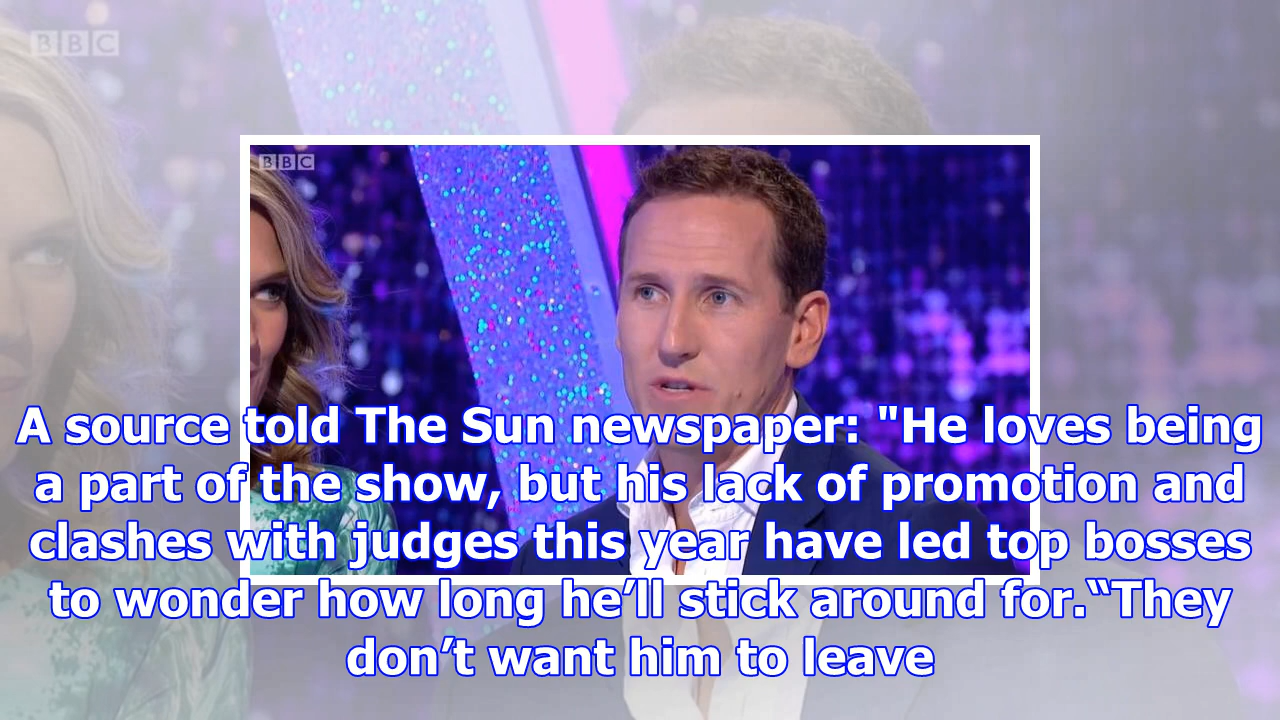 BBC
BBC
A source told The Sun newspaper: "He loves being
a part of the show, but his lack of promotion and
clashes with judges this year have led top bosses
to wonder how long he’ll stick around for.“They
don’t want him to leave